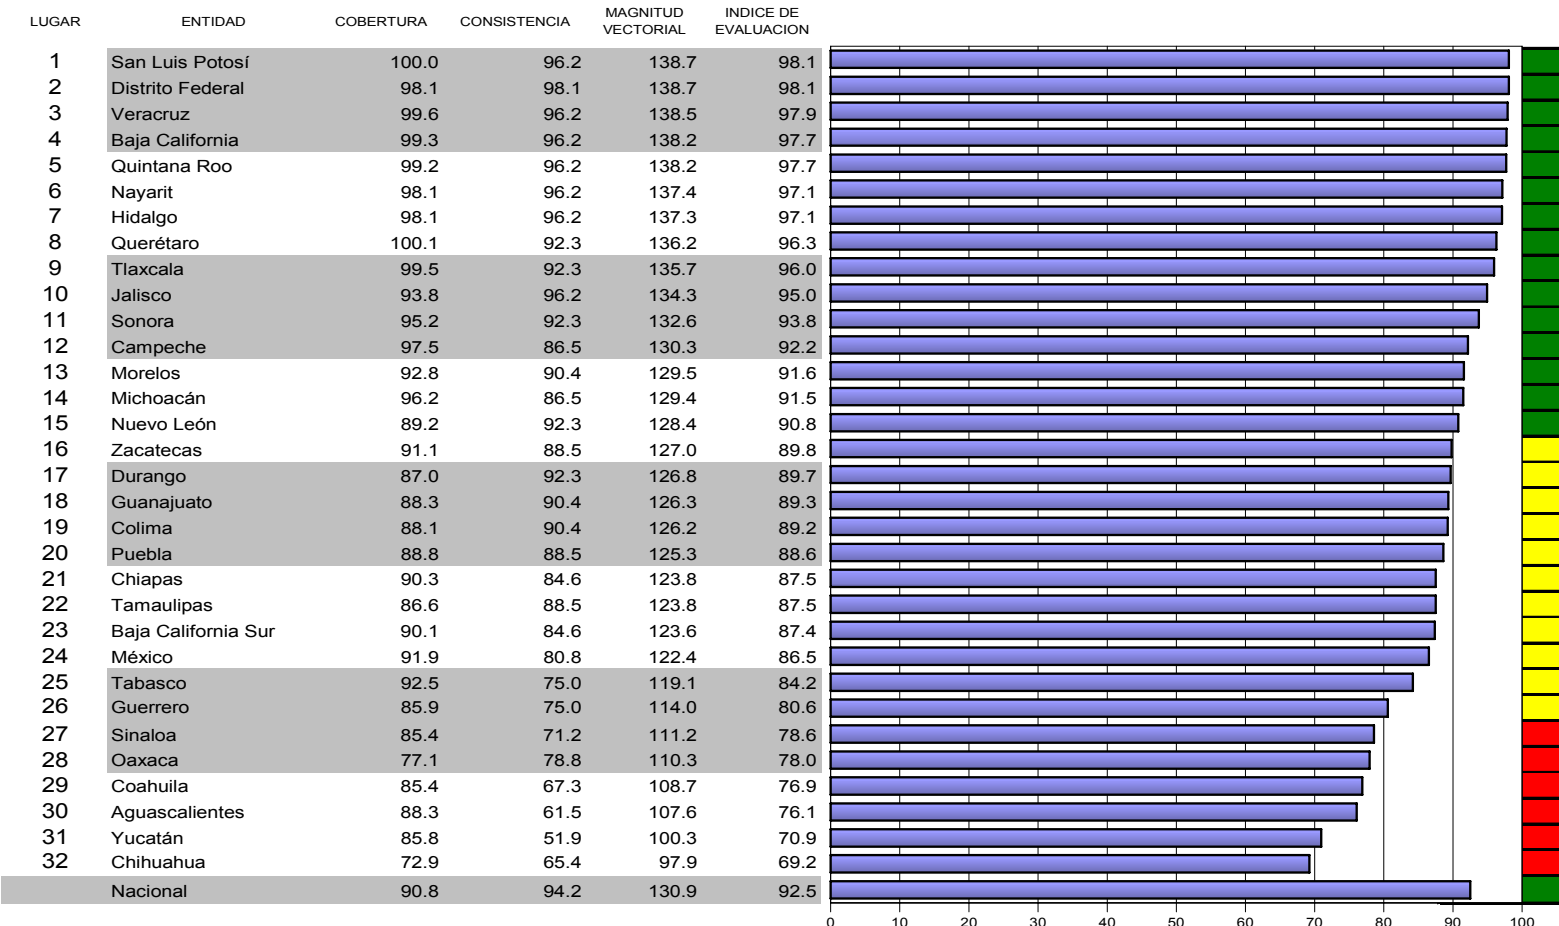 LUGAR ENTIDAD COBERTURA CONSISTENCIA MAGNITUD VECTORIAL INDICE DE EVALUACION
1 San Luis Potosí 100.0 96.2 138.7 98.1
2 Distrito Federal 98.1 98.1 138.7 98.1
3 Veracruz 99.6 96.2 138.5 97.9
4 Baja California 99.3 96.2 138.2 97.7
5 Quintana Roo 99.2 96.2 138.2 97.7
6 Nayarit 98.1 96.2 137.4 97.1
7 Hidalgo 98.1 96.2 137.3 97.1
8 Querétaro 100.1 92.3 136.2 96.3
9 Tlaxcala 99.5 92.3 135.7 96.0
10 Jalisco 93.8 96.2 134.3 95.0
11 Sonora 95.2 92.3 132.6 93.8
12 Campeche 97.5 86.5 130.3 92.2
13 Morelos 92.8 90.4 129.5 91.6
14 Michoacán 96.2 86.5 129.4 91.5
15 Nuevo León 89.2 92.3 128.4 90.8
16 Zacatecas 91.1 88.5 127.0 89.8
17 Durango 87.0 92.3 126.8 89.7
18 Guanajuato 88.3 90.4 126.3 89.3
19 Colima 88.1 90.4 126.2 89.2
20 Puebla 88.8 88.5 125.3 88.6
21 Chiapas 90.3 84.6 123.8 87.5
22 Tamaulipas 86.6 88.5 123.8 87.5
23 Baja California Sur 90.1 84.6 123.6 87.4
24 México 91.9 80.8 122.4 86.5
25 Tabasco 92.5 75.0 119.1 84.2
26 Guerrero 85.9 75.0 114.0 80.6
27 Sinaloa 85.4 71.2 111.2 78.6
28 Oaxaca 77.1 78.8 110.3 78.0
29 Coahuila 85.4 67.3 108.7 76.9
30 Aguascalientes 88.3 61.5 107.6 76.1
31 Yucatán 85.8 51.9 100.3 70.9
32 Chihuahua 72.9 65.4 97.9 69.2
Nacional 90.8 94.2 130.9 92.5
0 10 20 30 40 50 60 70 80 90 100